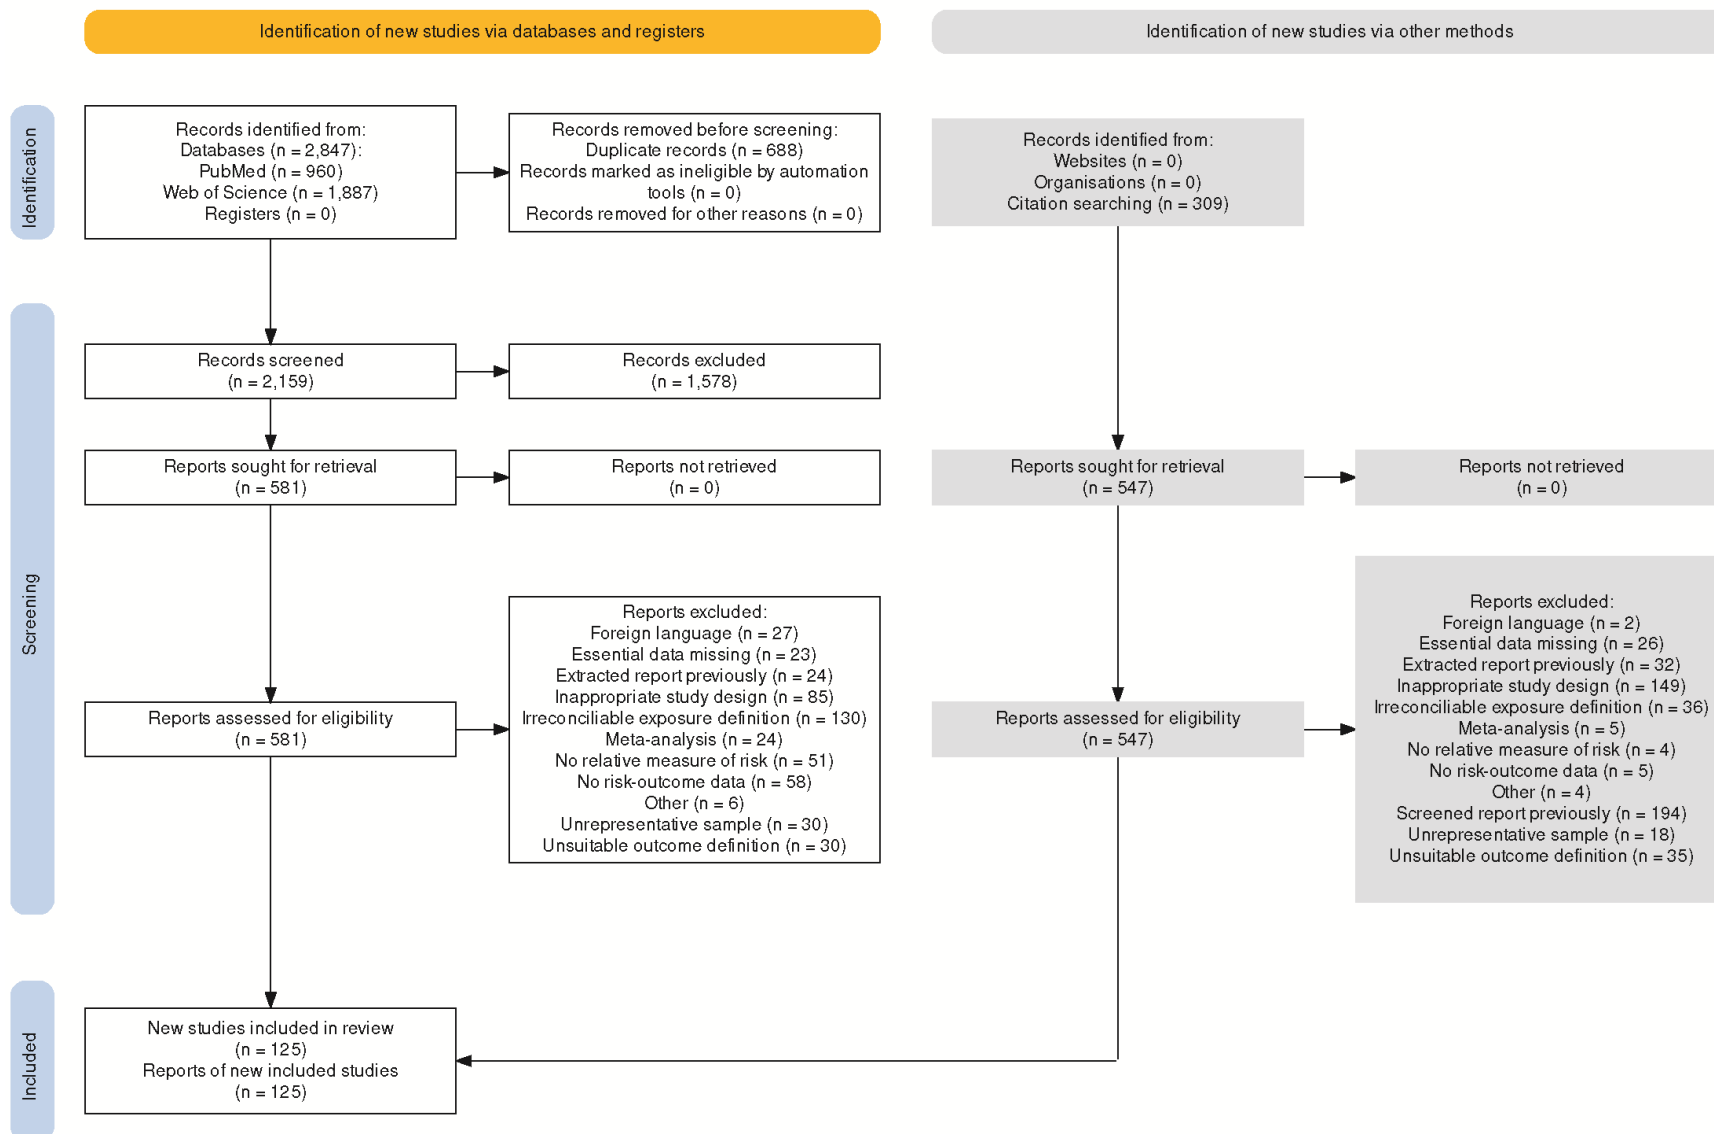 Identification of new studies via databases and registers
Identification of new studies via other methods
Identification
Records identified from:
Databases (n = 2,847):
PubMed (n = 960)
Web of Science (n = 1,887)
Registers (n = 0)
Records removed before screening:
Duplicate records (n = 688)
Records marked as ineligible by automation
tools (n = 0)
Records removed for other reasons (n = 0)
Records identified from:
Websites (n = 0)
Organisations (n = 0)
Citation searching (n = 309)
Screening
Records screened
(n = 2,159)
Records excluded
(n = 1,578)
Reports sought for retrieval
(n = 581)
Reports not retrieved
(n = 0)
Reports sought for retrieval
(n = 547)
Reports not retrieved
(n = 0)
Reports assessed for eligibility
(n = 581)
Reports excluded:
Foreign language (n = 27)
Essential data missing (n = 23)
Extracted report previously (n = 24)
Inappropriate study design (n = 85)
Irreconciliable exposure definition (n = 130)
Meta-analysis (n = 24)
No relative measure of risk (n = 51)
No risk-outcome data (n = 58)
Other (n = 6)
Unrepresentative sample (n = 30)
Unsuitable outcome definition (n = 30)
Reports assessed for eligibility
(n = 547)
Reports excluded:
Foreign language (n = 2)
Essential data missing (n = 26)
Extracted report previously (n = 32)
Inappropriate study design (n = 149)
Irreconciliable exposure definition (n = 36)
Meta-analysis (n = 5)
No relative measure of risk (n = 4)
No risk-outcome data (n = 5)
Other (n = 4)
Screened report previously (n = 194)
Unrepresentative sample (n = 18)
Unsuitable outcome definition (n = 35)
Included
New studies included in review
(n = 125)
Reports of new included studies
(n = 125)